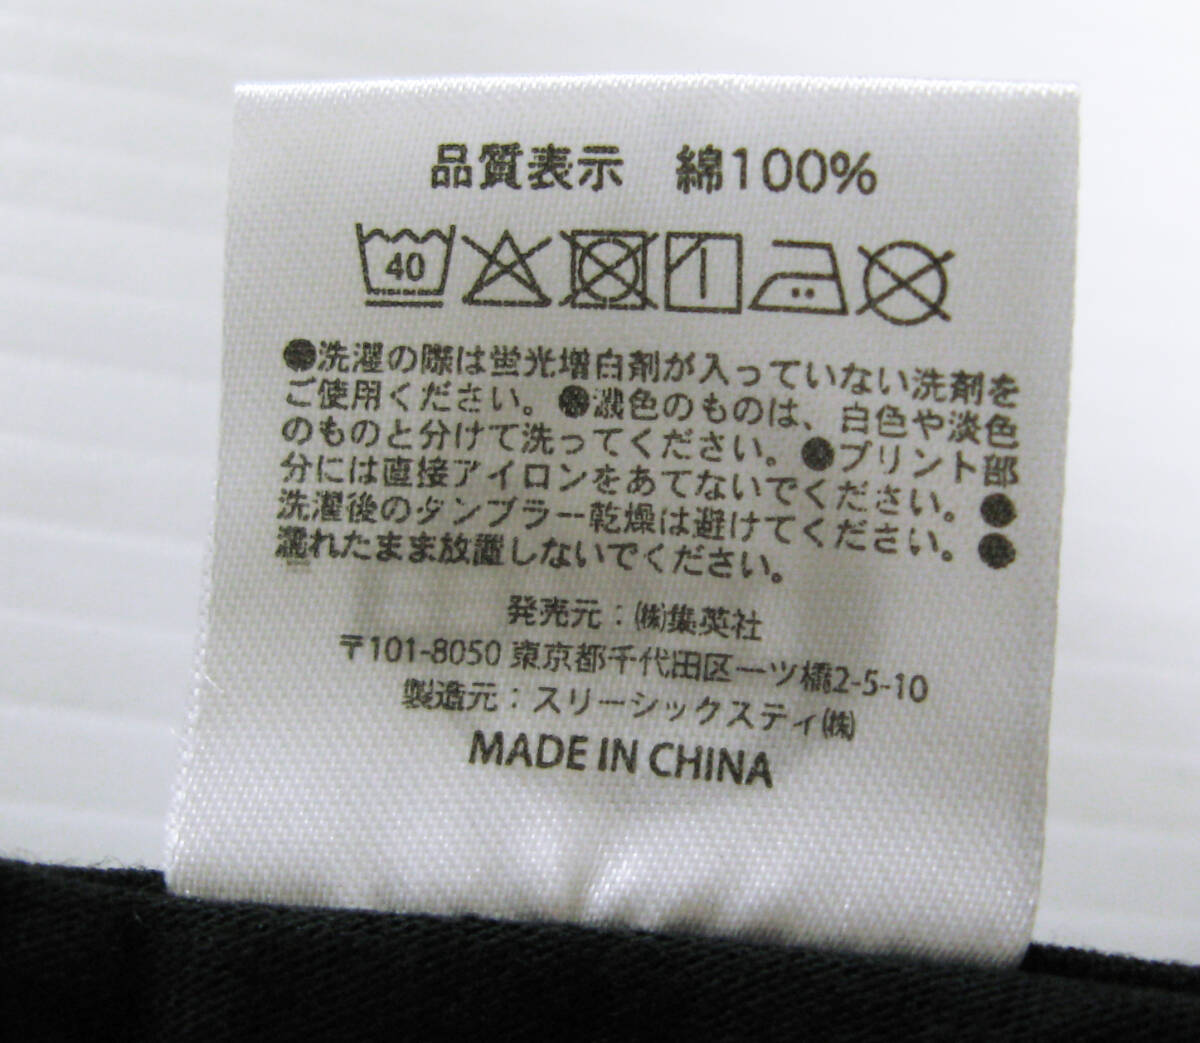 品質表示 綿100%
40
●洗濯の際は蛍光増白剤が入っていない洗剤を
ご使用ください。●濃色のものは、白色や淡色
のものと分けて洗ってください。●プリント部
分には直接アイロンをあてないでください。●
洗濯後のタンブラー乾燥は避けてください。●
濡れたまま放置しないでください。
発売元：㈱集英社
〒101-8050 東京都千代田区一ツ橋2-5-10
製造元：スリーシックスティ㈱
MADE IN CHINA